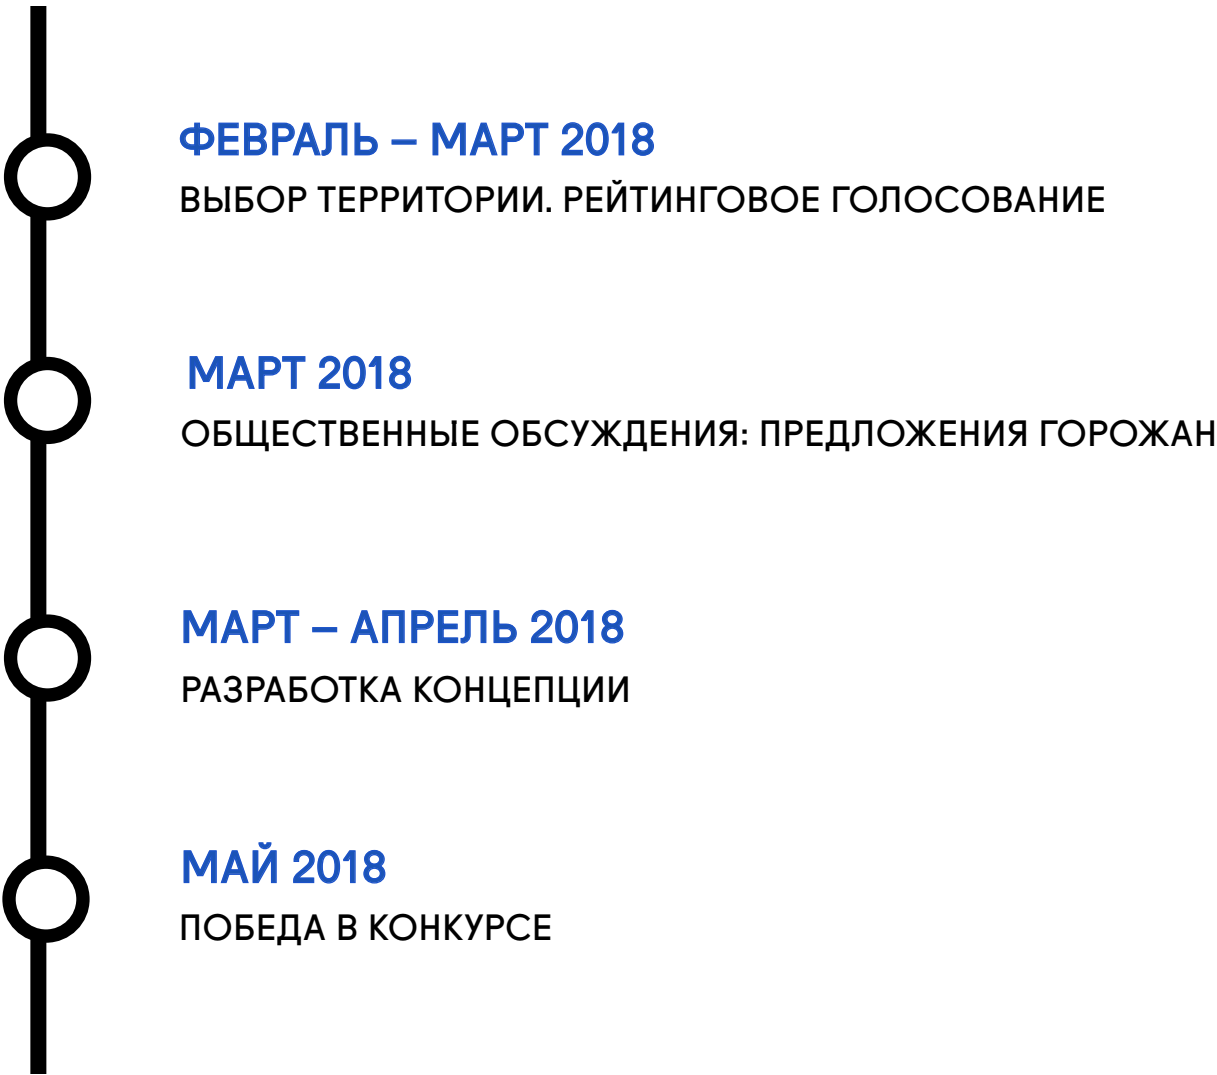 ФЕВРАЛЬ – МАРТ 2018
ВЫБОР ТЕРРИТОРИИ. РЕЙТИНГОВОЕ ГОЛОСОВАНИЕ
МАРТ 2018
ОБЩЕСТВЕННЫЕ ОБСУЖДЕНИЯ: ПРЕДЛОЖЕНИЯ ГОРОЖАН
МАРТ – АПРЕЛЬ 2018
РАЗРАБОТКА КОНЦЕПЦИИ
МАЙ 2018
ПОБЕДА В КОНКУРСЕ